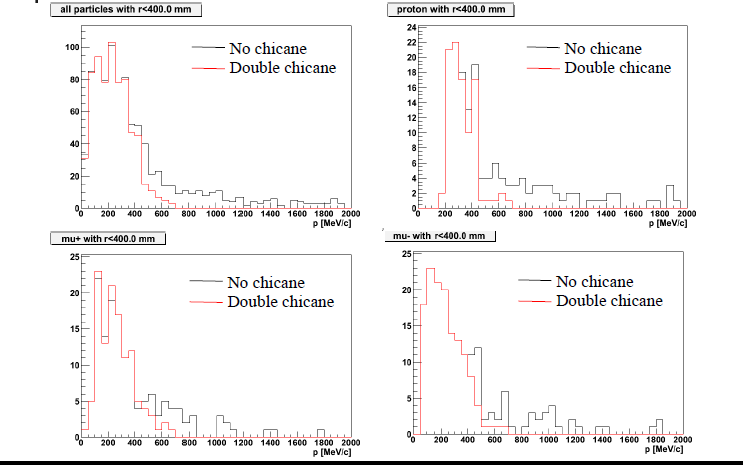 all particles with r<400.0 mm
100
80
60
40
20
0
No chicane
Double chicane
0 200 400 600 800 1000 1200 1400 1600 1800 2000
p [MeV/c]
proton with r<400.0 mm
24
22
20
18
16
14
12
10
8
6
4
2
0
No chicane
Double chicane
0 200 400 600 800 1000 1200 1400 1600 1800 2000
p [MeV/c]
mu+ with r<400.0 mm
25
20
15
10
5
0
No chicane
Double chicane
0 200 400 600 800 1000 1200 1400 1600 1800 2000
p [MeV/c]
mu- with r<400.0 mm
25
20
15
10
5
0
No chicane
Double chicane
0 200 400 600 800 1000 1200 1400 1600 1800 2000
p [MeV/c]